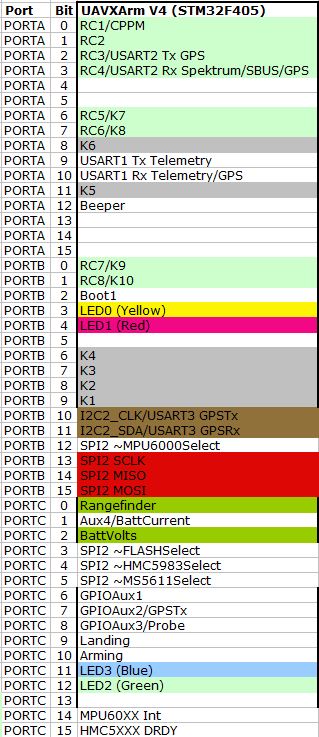 Port Bit UAVXArm V4 (STM32F405)
PORTA 0 RC1/CPPM
PORTA 1 RC2
PORTA 2 RC3/USART2 Tx GPS
PORTA 3 RC4/USART2 Rx Spektrum/SBUS/GPS
PORTA 4
PORTA 5
PORTA 6 RC5/K7
PORTA 7 RC6/K8
PORTA 8 K6
PORTA 9 USART1 Tx Telemetry
PORTA 10 USART1 Rx Telemetry/GPS
PORTA 11 K5
PORTA 12 Beeper
PORTA 13
PORTA 14
PORTA 15
PORTB 0 RC7/K9
PORTB 1 RC8/K10
PORTB 2 Boot1
PORTB 3 LED0 (Yellow)
PORTB 4 LED1 (Red)
PORTB 5
PORTB 6 K4
PORTB 7 K3
PORTB 8 K2
PORTB 9 K1
PORTB 10 I2C2_CLK/USART3 GPSTx
PORTB 11 I2C2_SDA/USART3 GPSRx
PORTB 12 SPI2 ~MPU6000Select
PORTB 13 SPI2 SCLK
PORTB 14 SPI2 MISO
PORTB 15 SPI2 MOSI
PORTC 0 Rangefinder
PORTC 1 Aux4/BattCurrent
PORTC 2 BattVolts
PORTC 3 SPI2 ~FLASHSelect
PORTC 4 SPI2 ~HMC5983Select
PORTC 5 SPI2 ~MS5611Select
PORTC 6 GPIOAux1
PORTC 7 GPIOAux2/GPSTx
PORTC 8 GPIOAux3/Probe
PORTC 9 Landing
PORTC 10 Arming
PORTC 11 LED3 (Blue)
PORTC 12 LED2 (Green)
PORTC 13
PORTC 14 MPU60XX Int
PORTC 15 HMC5XXX DRDY